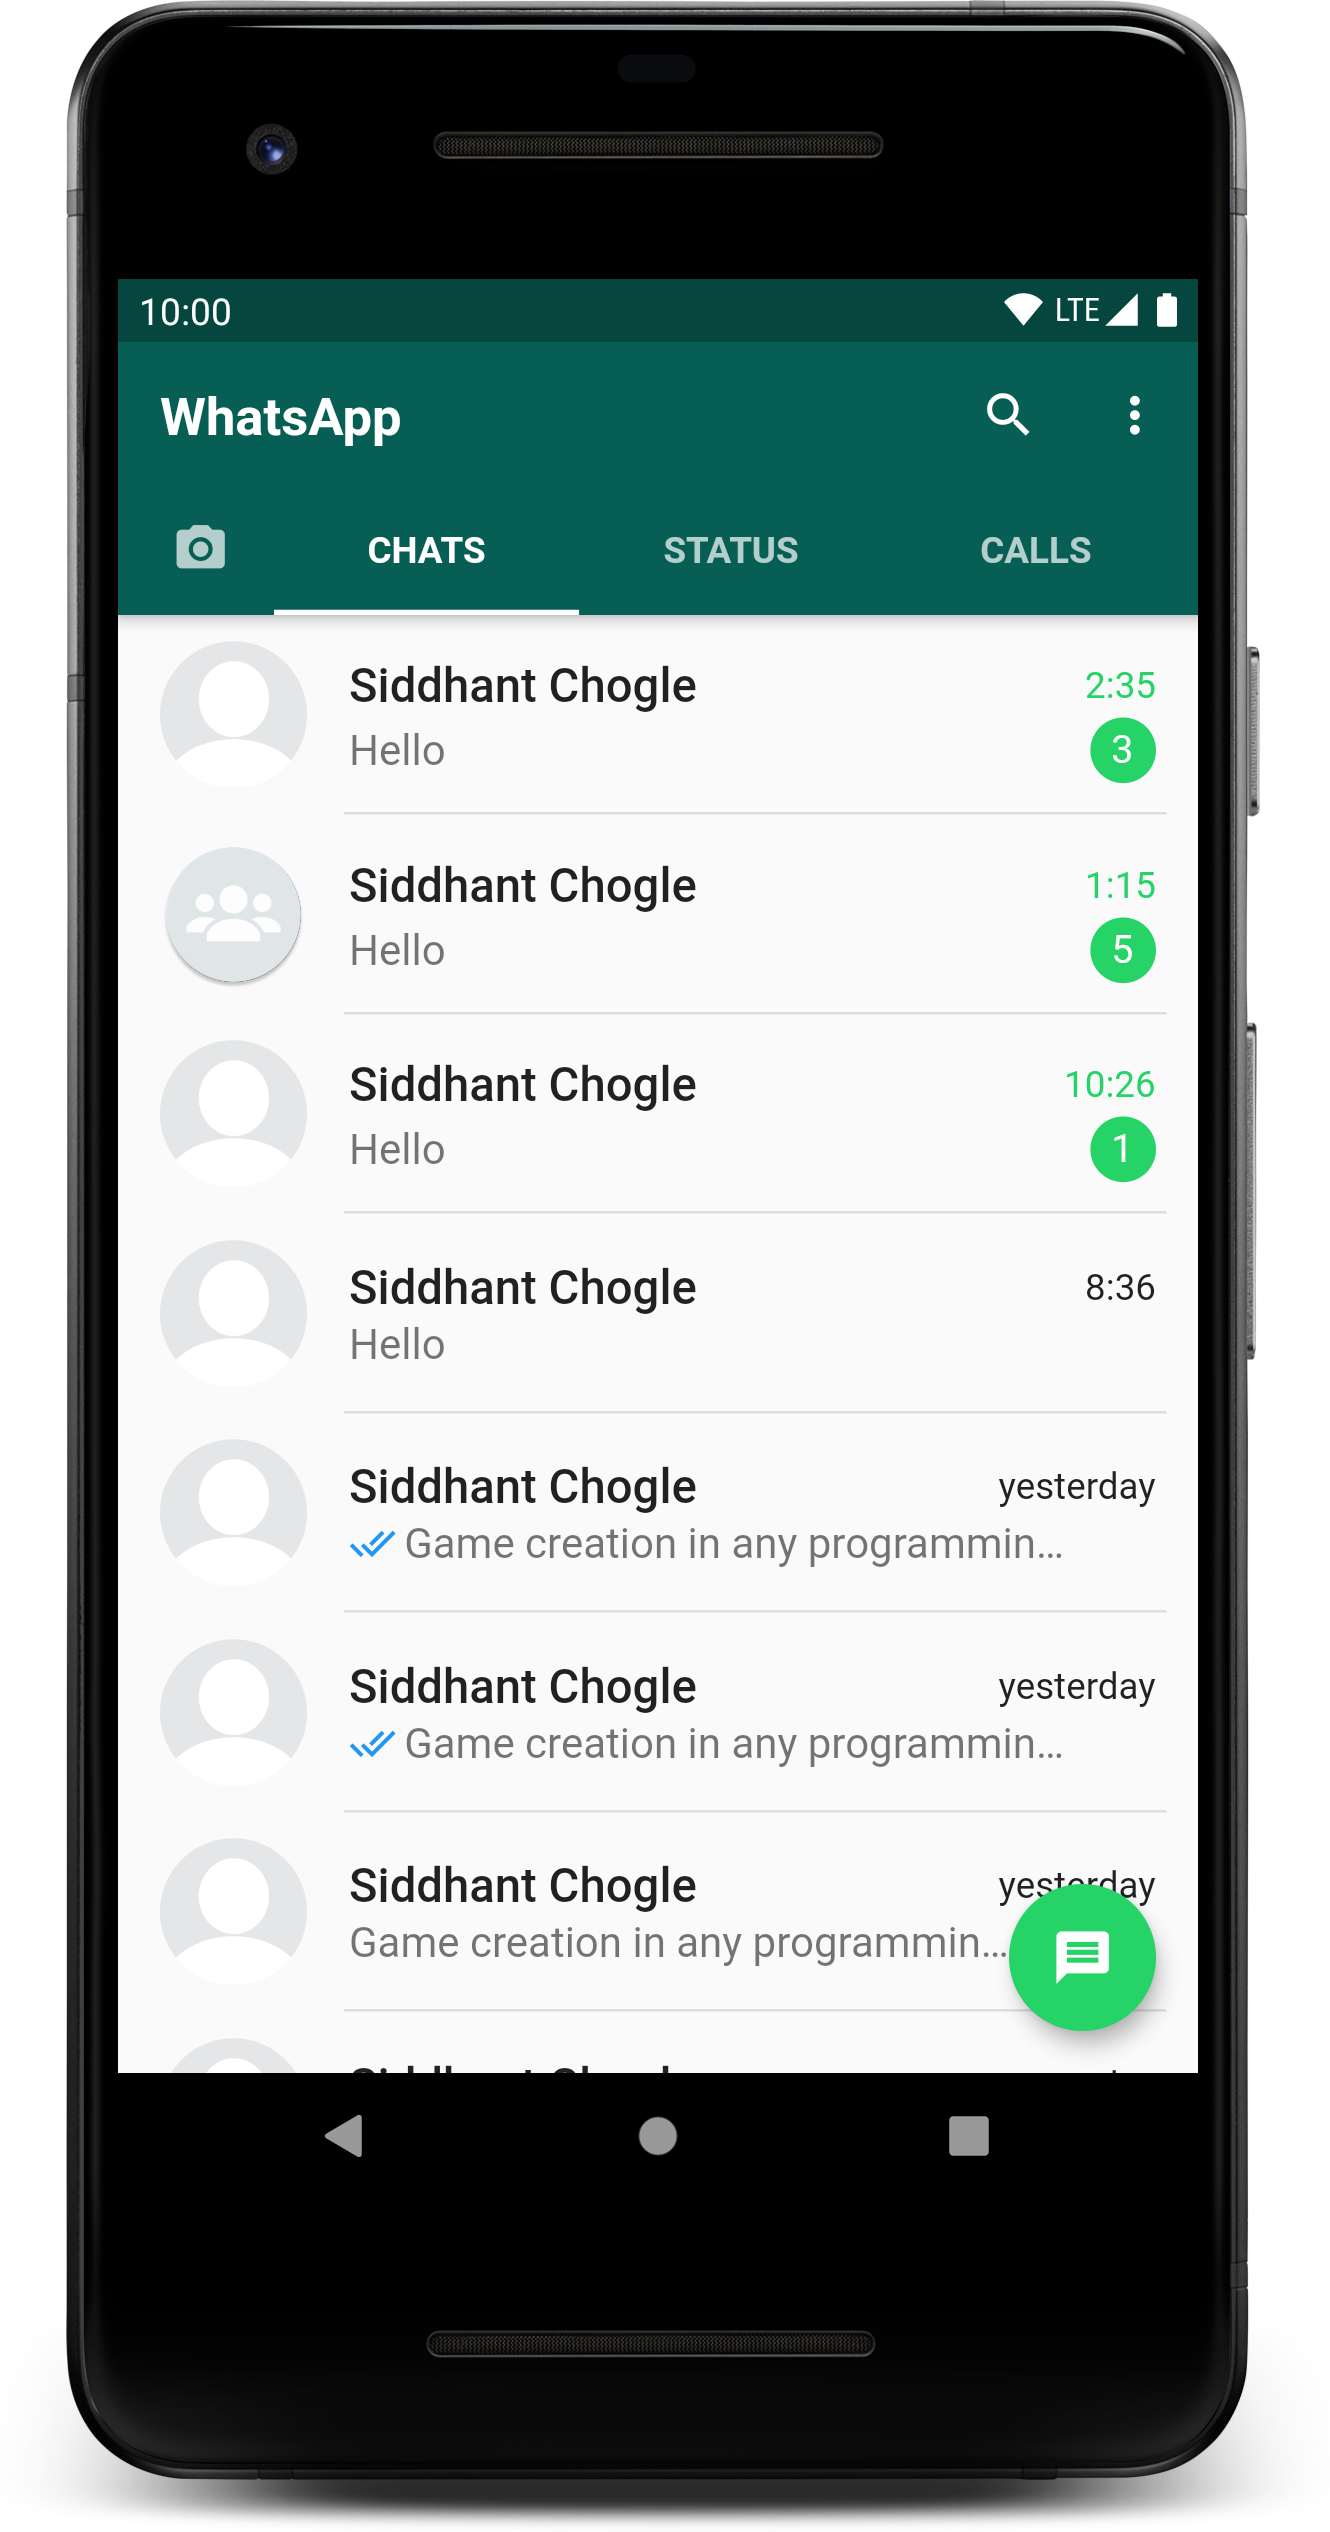 10:00 LTE
WhatsApp
CHATS STATUS CALLS
Siddhant Chogle 2:35
Hello 3
Siddhant Chogle 1:15
Hello 5
Siddhant Chogle 10:26
Hello 1
Siddhant Chogle 8:36
Hello
Siddhant Chogle yesterday
Game creation in any programmin...
Siddhant Chogle yesterday
Game creation in any programmin...
Siddhant Chogle yesterday
Game creation in any programmin...